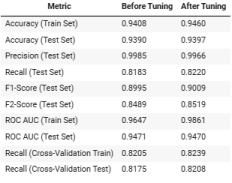 Metric Before Tuning After Tuning
Accuracy (Train Set) 0.9408 0.9460
Accuracy (Test Set) 0.9390 0.9397
Precision (Test Set) 0.9985 0.9966
Recall (Test Set) 0.8183 0.8220
F1-Score (Test Set) 0.8995 0.9009
F2-Score (Test Set) 0.8489 0.8519
ROC AUC (Train Set) 0.9647 0.9861
ROC AUC (Test Set) 0.9471 0.9470
Recall (Cross-Validation Train) 0.8205 0.8239
Recall (Cross-Validation Test) 0.8175 0.8208